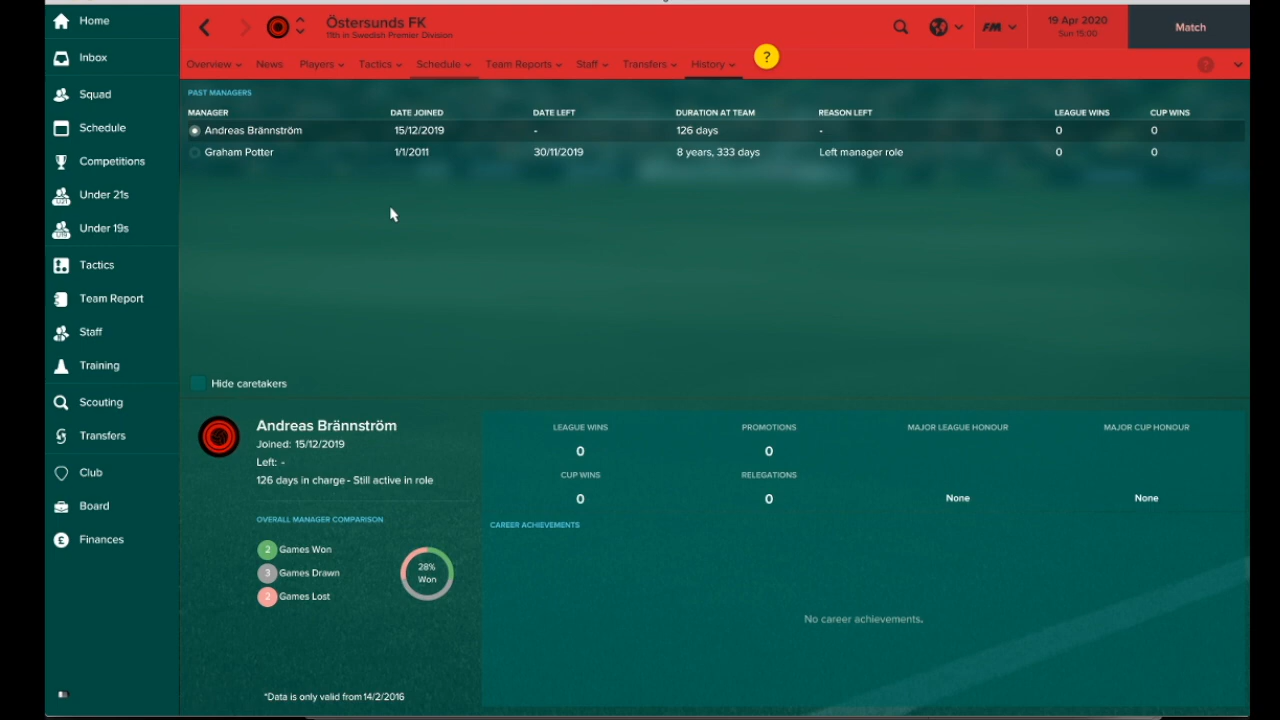 Home
Östersunds FK
11th in Swedish Premier Division
FM
19 Apr 2020
Sun 15:00
Match
Inbox
Overview
News
Players
Tactics
Schedule
Team Reports
Staff
Transfers
History
?
?
Squad
Schedule
Competitions
Under 21s
Under 19s
Tactics
Team Report
Staff
Training
Scouting
Transfers
Club
Board
Finances
PAST MANAGERS
MANAGER DATE JOINED DATE LEFT DURATION AT TEAM REASON LEFT LEAGUE WINS CUP WINS
Andreas Brännström 15/12/2019 - 126 days - 0 0
Graham Potter 1/1/2011 30/11/2019 8 years, 333 days Left manager role 0 0
Hide caretakers
Andreas Brännström
Joined: 15/12/2019
Left: -
126 days in charge - Still active in role
OVERALL MANAGER COMPARISON
2 Games Won
3 Games Drawn
2 Games Lost
28%
Won
*Data is only valid from 14/2/2016
LEAGUE WINS PROMOTIONS MAJOR LEAGUE HONOUR MAJOR CUP HONOUR
0 0
CUP WINS RELEGATIONS
0 0 None None
CAREER ACHIEVEMENTS
No career achievements.